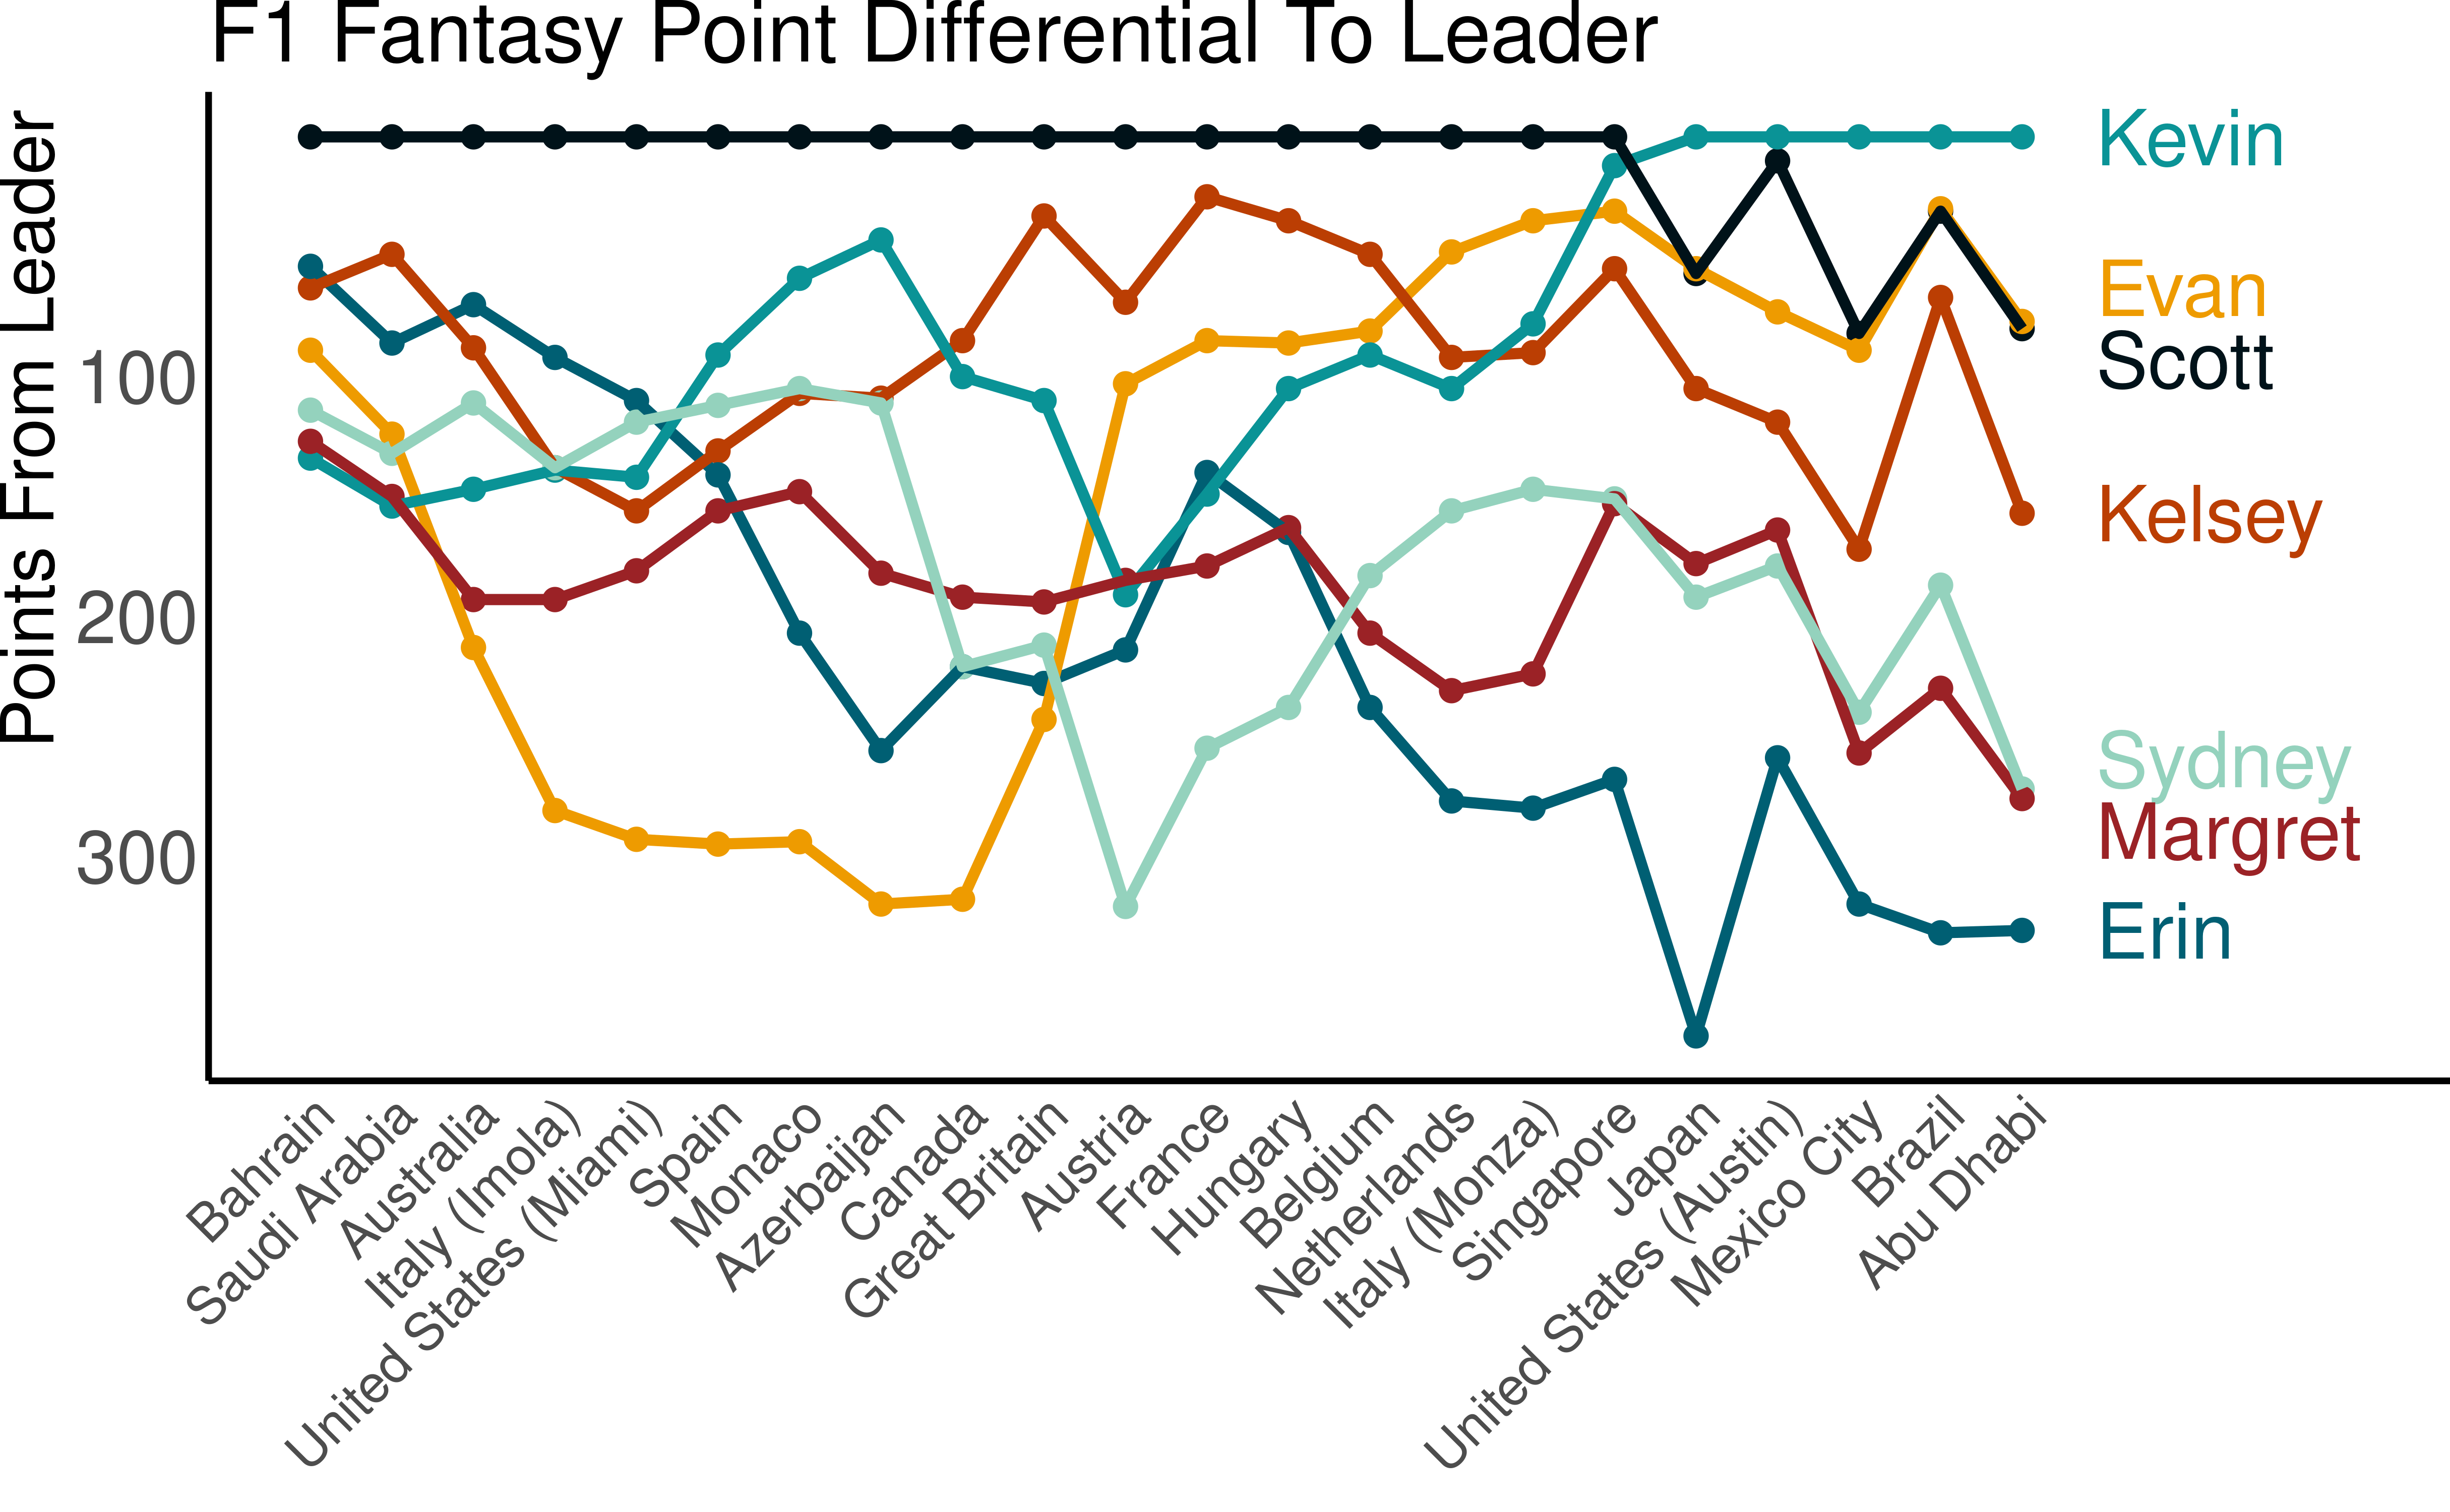 F1 Fantasy Point Differential To Leader
Points From Leader
100
200
300
Kevin
Evan
Scott
Kelsey
Sydney
Margret
Erin
Bahrain
Saudi Arabia
Australia
Italy (Imola)
United States (Miami)
Spain
Monaco
Azerbaijan
Canada
Great Britain
Austria
France
Hungary
Belgium
Netherlands
Italy (Monza)
Singapore
Japan
United States (Austin)
Mexico City
Brazil
Abu Dhabi